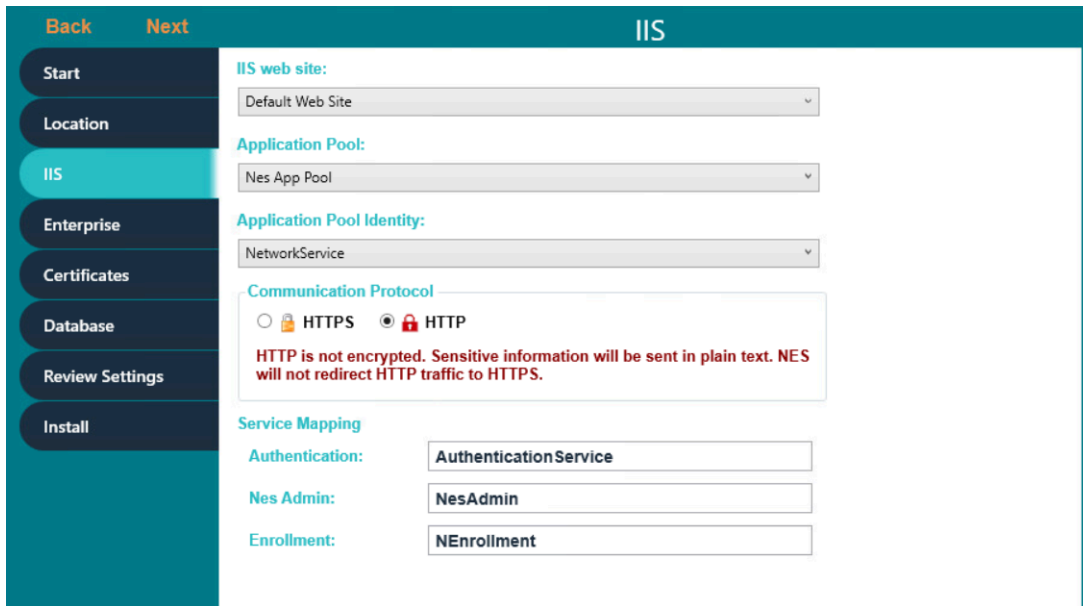 Back Next IIS
Start
Location
IIS
Enterprise
Certificates
Database
Review Settings
Install
IIS web site:
Default Web Site
Application Pool:
Nes App Pool
Application Pool Identity:
NetworkService
Communication Protocol
HTTPS HTTP
HTTP is not encrypted. Sensitive information will be sent in plain text. NES
will not redirect HTTP traffic to HTTPS.
Service Mapping
Authentication: AuthenticationService
Nes Admin: NesAdmin
Enrollment: NEnrollment